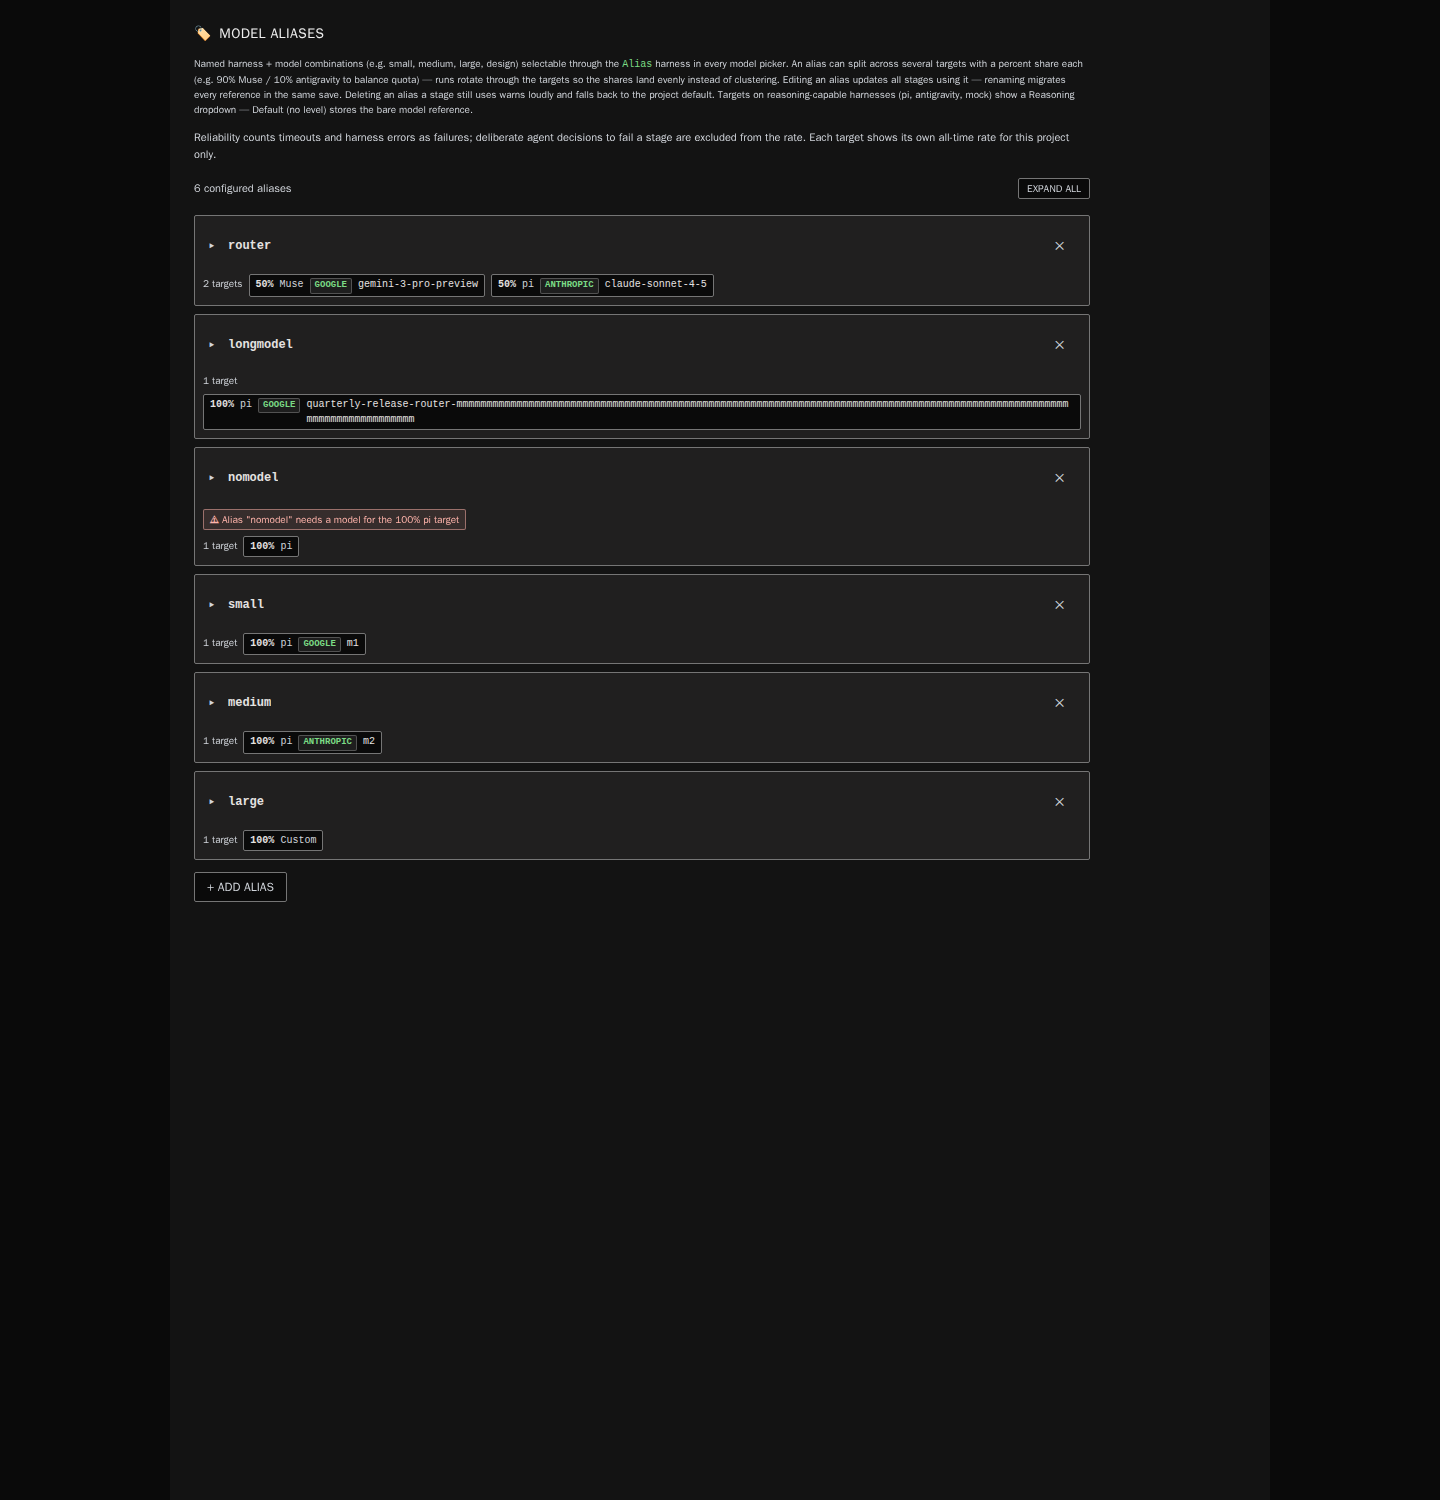 MODEL ALIASES
Named harness + model combinations (e.g. small, medium, large, design) selectable through the Alias harness in every model picker. An alias can split across several targets with a percent share each
(e.g. 90% Muse / 10% antigravity to balance quota) — runs rotate through the targets so the shares land evenly instead of clustering. Editing an alias updates all stages using it — renaming migrates
every reference in the same save. Deleting an alias a stage still uses warns loudly and falls back to the project default. Targets on reasoning-capable harnesses (pi, antigravity, mock) show a Reasoning
dropdown — Default (no level) stores the bare model reference.
Reliability counts timeouts and harness errors as failures; deliberate agent decisions to fail a stage are excluded from the rate. Each target shows its own all-time rate for this project
only.
6 configured aliases
EXPAND ALL
router
2 targets 50% Muse GOOGLE gemini-3-pro-preview 50% pi ANTHROPIC claude-sonnet-4-5
longmodel
1 target
100% pi GOOGLE quarterly-release-router-mmmmmmmmmmmmmmmmmmmmmmmmmmmmmmmmmmmmmmmmmmmmmmmmmmmmmmmmmmmmmmmmmmmmmmmmmmmmmmmmmmmmmmmmmmmmmmmmmmmmmm
mmmmmmmmmmmmmmmmmm
nomodel
⚠ Alias "nomodel" needs a model for the 100% pi target
1 target 100% pi
small
1 target 100% pi GOOGLE m1
medium
1 target 100% pi ANTHROPIC m2
large
1 target 100% Custom
+ ADD ALIAS